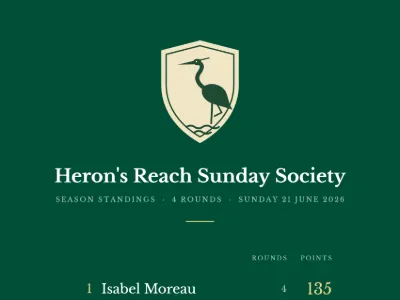 Heron's Reach Sunday Society
SEASON STANDINGS · 4 ROUNDS · SUNDAY 21 JUNE 2026
ROUNDS POINTS
1 Isabel Moreau 4 135